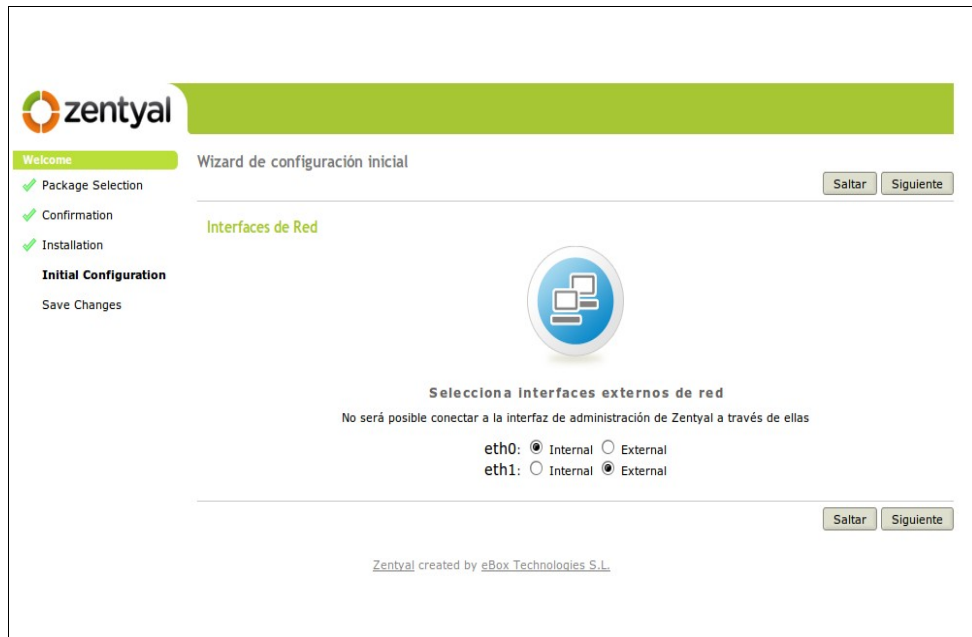 zentyal
Welcome
Package Selection
Confirmation
Installation
Initial Configuration
Save Changes
Wizard de configuración inicial
Saltar Siguiente
Interfaces de Red
Selecciona interfaces externos de red
No será posible conectar a la interfaz de administración de Zentyal a través de ellas
eth0: Internal External
eth1: Internal External
Saltar Siguiente
Zentyal created by eBox Technologies S.L.